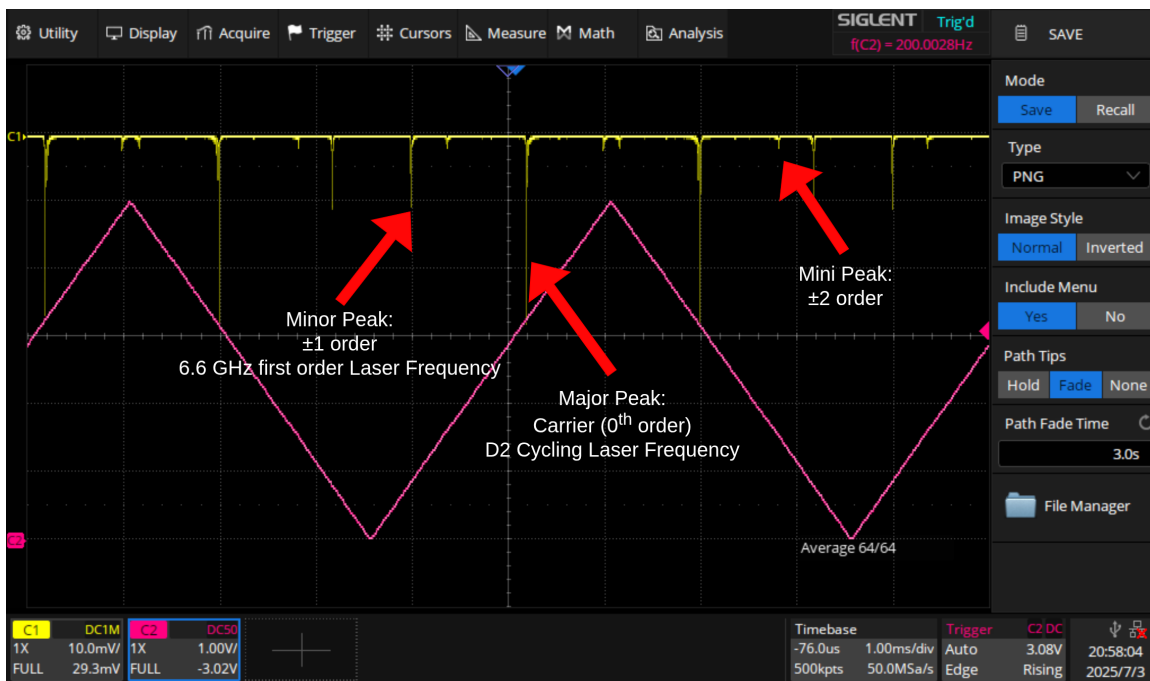 Utility Display Acquire Trigger Cursors Measure Math Analysis
SIGLENT Trig'd
f(C2) = 200.0028Hz
SAVE
Mode
Save Recall
Type
PNG
Image Style
Normal Inverted
Include Menu
Yes No
Path Tips
Hold Fade None
Path Fade Time
3.0s
File Manager
C1
C2
Minor Peak:
±1 order
6.6 GHz first order Laser Frequency
Major Peak:
Carrier (0th order)
D2 Cycling Laser Frequency
Mini Peak:
±2 order
Average 64/64
C1 DC1M
1X 10.0mV/
FULL 29.3mV
C2 DC50
1X 1.00V/
FULL -3.02V
Timebase
-76.0us 1.00ms/div
500kpts 50.0MSa/s
Trigger C2 DC
Auto 3.08V
Edge Rising
20:58:04
2025/7/3